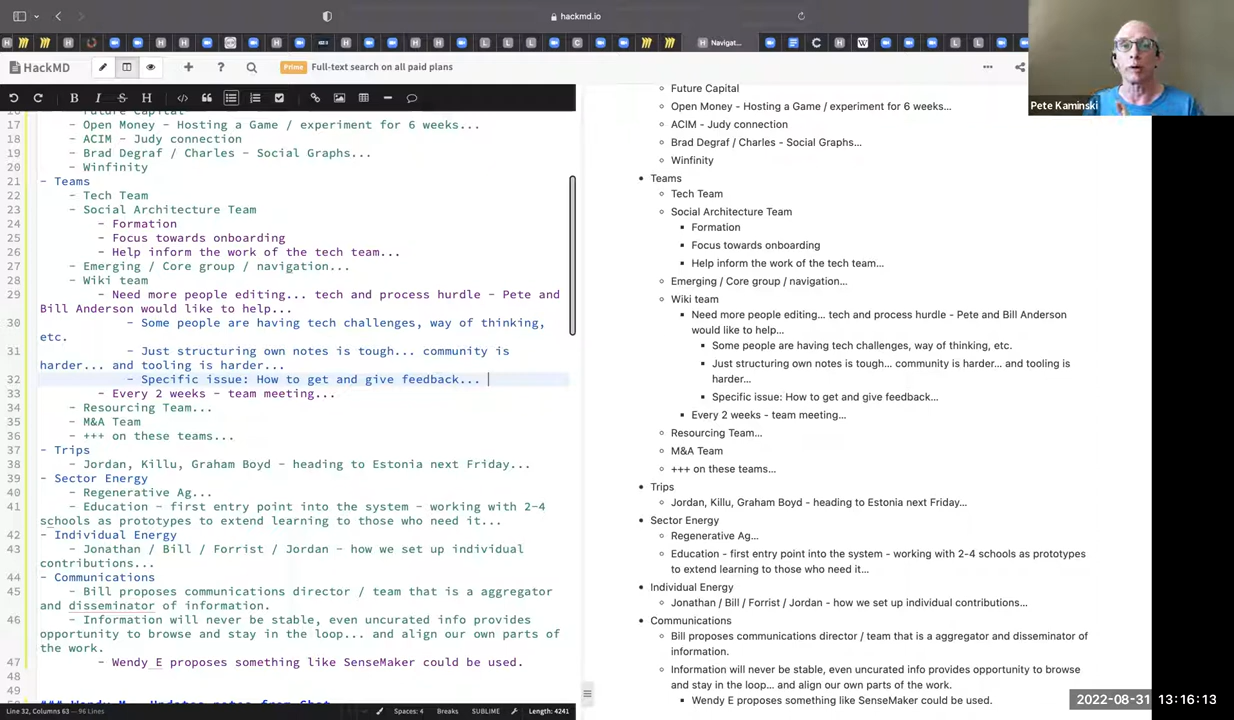 hackmd.io
Navigat...
HackMD
Prime Full-text search on all paid plans
Pete Kaminski
17 - Open Money - Hosting a Game / experiment for 6 weeks...
18 - ACIM - Judy connection
19 - Brad Degraf / Charles - Social Graphs...
20 - Winfinity
21 - Teams
22 - Tech Team
23 - Social Architecture Team
24 - Formation
25 - Focus towards onboarding
26 - Help inform the work of the tech team...
27 - Emerging / Core group / navigation...
28 - Wiki team
29 - Need more people editing... tech and process hurdle - Pete and
Bill Anderson would like to help...
30 - Some people are having tech challenges, way of thinking,
etc.
31 - Just structuring own notes is tough... community is
harder... and tooling is harder...
32 - Specific issue: How to get and give feedback...
33 - Every 2 weeks - team meeting...
34 - Resourcing Team...
35 - M&A Team
36 - +++ on these teams...
37 - Trips
38 - Jordan, Killu, Graham Boyd - heading to Estonia next Friday...
39 - Sector Energy
40 - Regenerative Ag...
41 - Education - first entry point into the system - working with 2-4
schools as prototypes to extend learning to those who need it...
42 - Individual Energy
43 - Jonathan / Bill / Forrist / Jordan - how we set up individual
contributions...
44 - Communications
45 - Bill proposes communications director / team that is a aggregator
and disseminator of information.
46 - Information will never be stable, even uncurated info provides
opportunity to browse and stay in the loop... and align our own parts of
the work.
47 - Wendy E proposes something like SenseMaker could be used.
48
49
Line 32, Columns 63 — 96 Lines
Spaces: 4
Breaks
SUBLIME
Length: 4241
Future Capital
Open Money - Hosting a Game / experiment for 6 weeks…
ACIM - Judy connection
Brad Degraf / Charles - Social Graphs…
Winfinity
Teams
Tech Team
Social Architecture Team
Formation
Focus towards onboarding
Help inform the work of the tech team…
Emerging / Core group / navigation…
Wiki team
Need more people editing… tech and process hurdle - Pete and Bill Anderson
would like to help…
Some people are having tech challenges, way of thinking, etc.
Just structuring own notes is tough… community is harder… and tooling is
harder…
Specific issue: How to get and give feedback…
Every 2 weeks - team meeting…
Resourcing Team…
M&A Team
+++ on these teams…
Trips
Jordan, Killu, Graham Boyd - heading to Estonia next Friday…
Sector Energy
Regenerative Ag…
Education - first entry point into the system - working with 2-4 schools as prototypes
to extend learning to those who need it…
Individual Energy
Jonathan / Bill / Forrist / Jordan - how we set up individual contributions…
Communications
Bill proposes communications director / team that is a aggregator and disseminator of
information.
Information will never be stable, even uncurated info provides opportunity to browse
and stay in the loop… and align our own parts of the work.
Wendy E proposes something like SenseMaker could be used.
2022-08-31 13:16:13